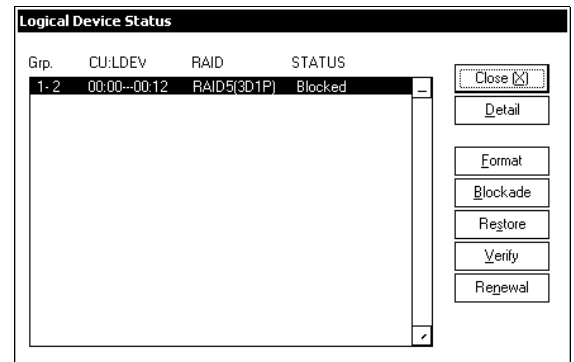 Logical Device Status
Grp. CU:LDEV RAID STATUS
1- 2 00:00---00:12 RAID5(3D1P) Blocked
Close (X)
Detail
Format
Blockade
Restore
Verify
Renewal